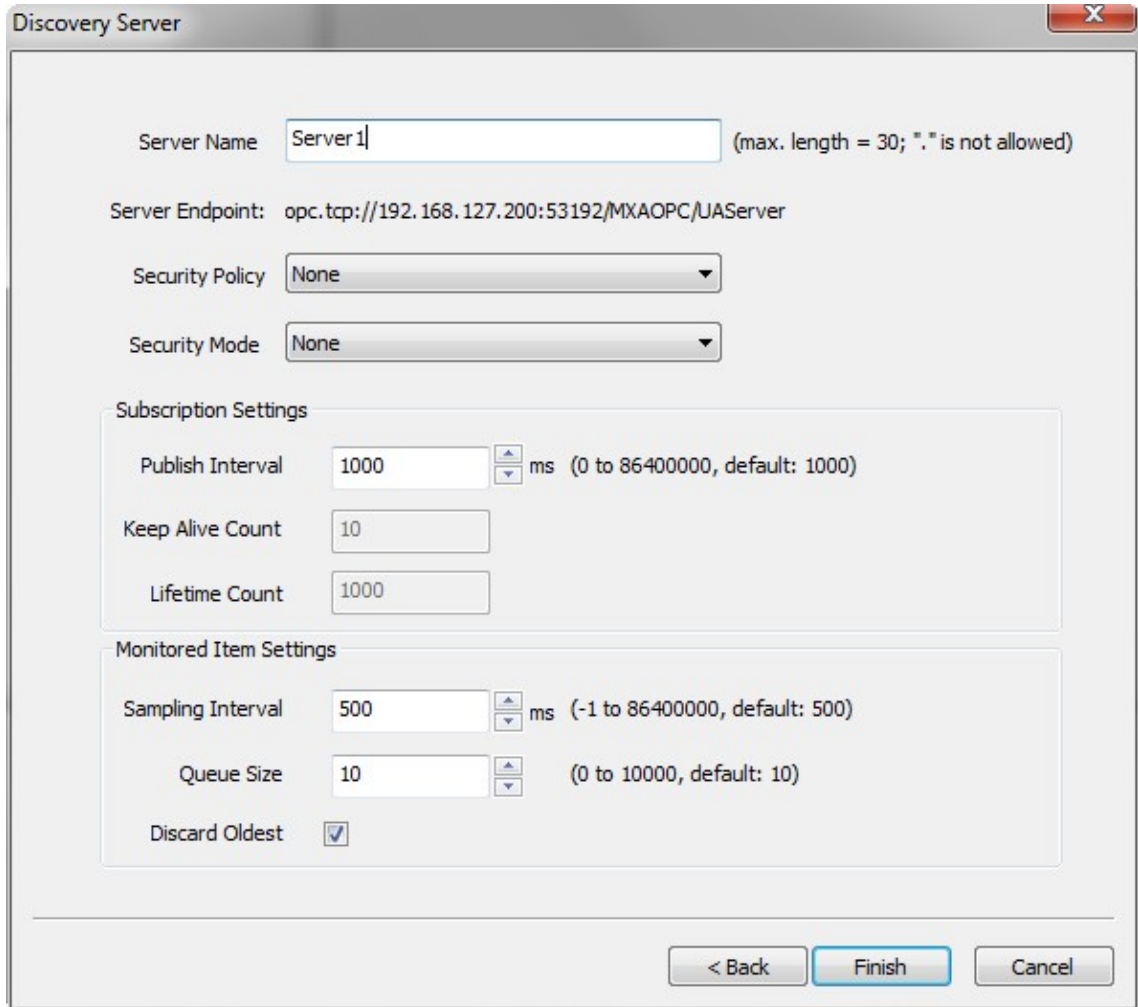 Discovery Server
x
Server Name Server1 (max. length = 30; "." is not allowed)
Server Endpoint: opc.tcp://192.168.127.200:53192/MXAOPC/UAServer
Security Policy None
Security Mode None
Subscription Settings
Publish Interval 1000 ms (0 to 86400000, default: 1000)
Keep Alive Count 10
Lifetime Count 1000
Monitored Item Settings
Sampling Interval 500 ms (-1 to 86400000, default: 500)
Queue Size 10 (0 to 10000, default: 10)
Discard Oldest
< Back Finish Cancel